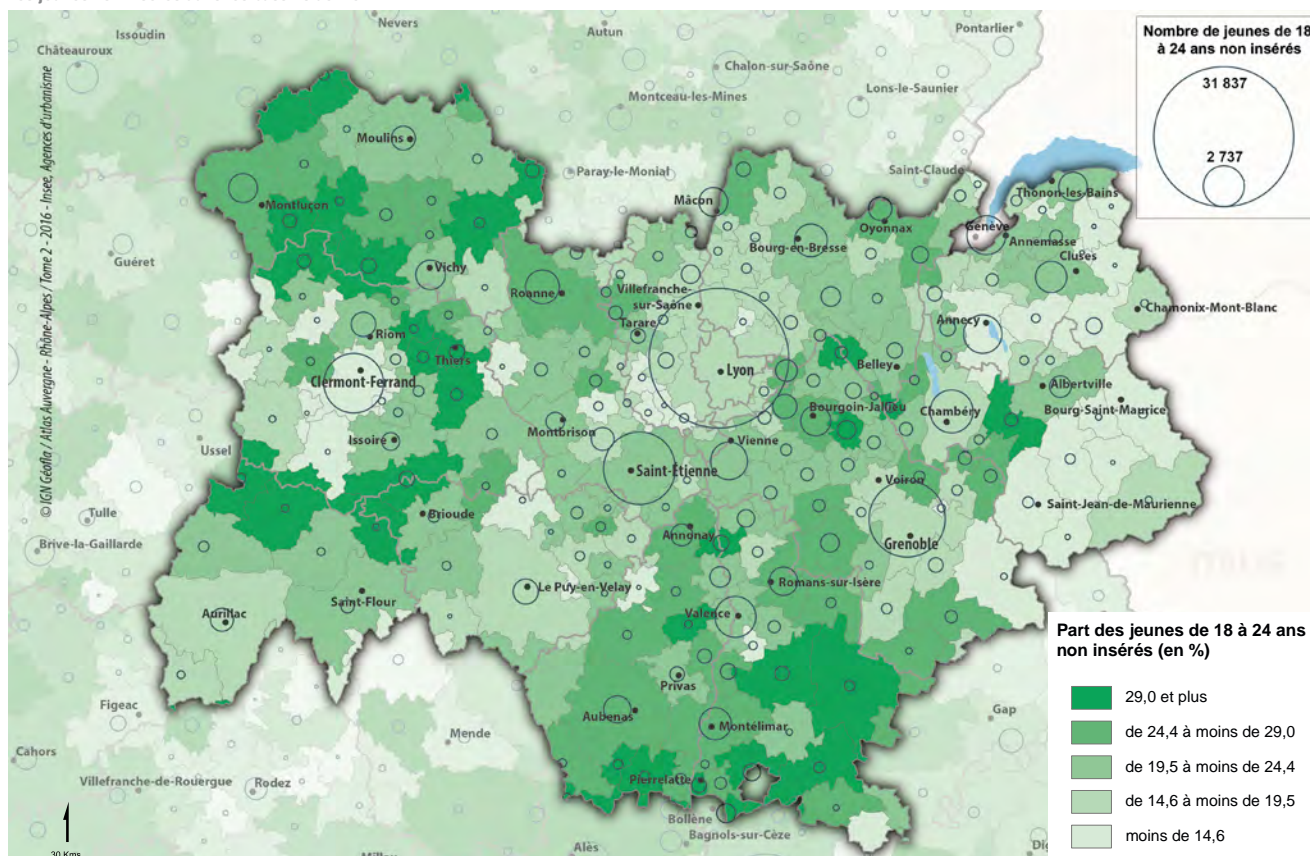 Nombre de jeunes de 18
à 24 ans non insérés
31 837
2 737
© IGN Géofla / Atlas Auvergne - Rhône-Alpes / Tome 2 - 2016 - Insee, Agences d'urbanisme
Nevers
Issoudun
Autun
Pontarlier
Châteauroux
Chalon-sur-Saône
Lons-le-Saunier
Montceau-les-Mines
Moulins
Paray-le-Monial
Saint-Claude
Thonon-les-Bains
Montluçon
Mâcon
Oyonnax
Genève
Annemasse
Bourg-en-Bresse
Cluses
Guéret
Vichy
Roanne
Villefranche-
sur-Saône
Chamonix-Mont-Blanc
Tarare
Annecy
Riom
Thiers
Clermont-Ferrand
Lyon
Belley
Albertville
Bourgoin-Jallieu
Chambéry
Bourg-Saint-Maurice
Montbrison
Issoire
Vienne
Ussel
Saint-Étienne
Voiron
Saint-Jean-de-Maurienne
Tulle
Brioude
Annonay
Grenoble
Brive-la-Gaillarde
Le Puy-en-Velay
Romans-sur-Isère
Saint-Flour
Aurillac
Valence
Privas
Aubenas
Montélimar
Figeac
Gap
Mende
Cahors
Villefranche-de-Rouergue
Rodez
Pierrelatte
Bollène
Bagnols-sur-Cèze
Alès
30 Kms
Part des jeunes de 18 à 24 ans
non insérés (en %)
29,0 et plus
de 24,4 à moins de 29,0
de 19,5 à moins de 24,4
de 14,6 à moins de 19,5
moins de 14,6